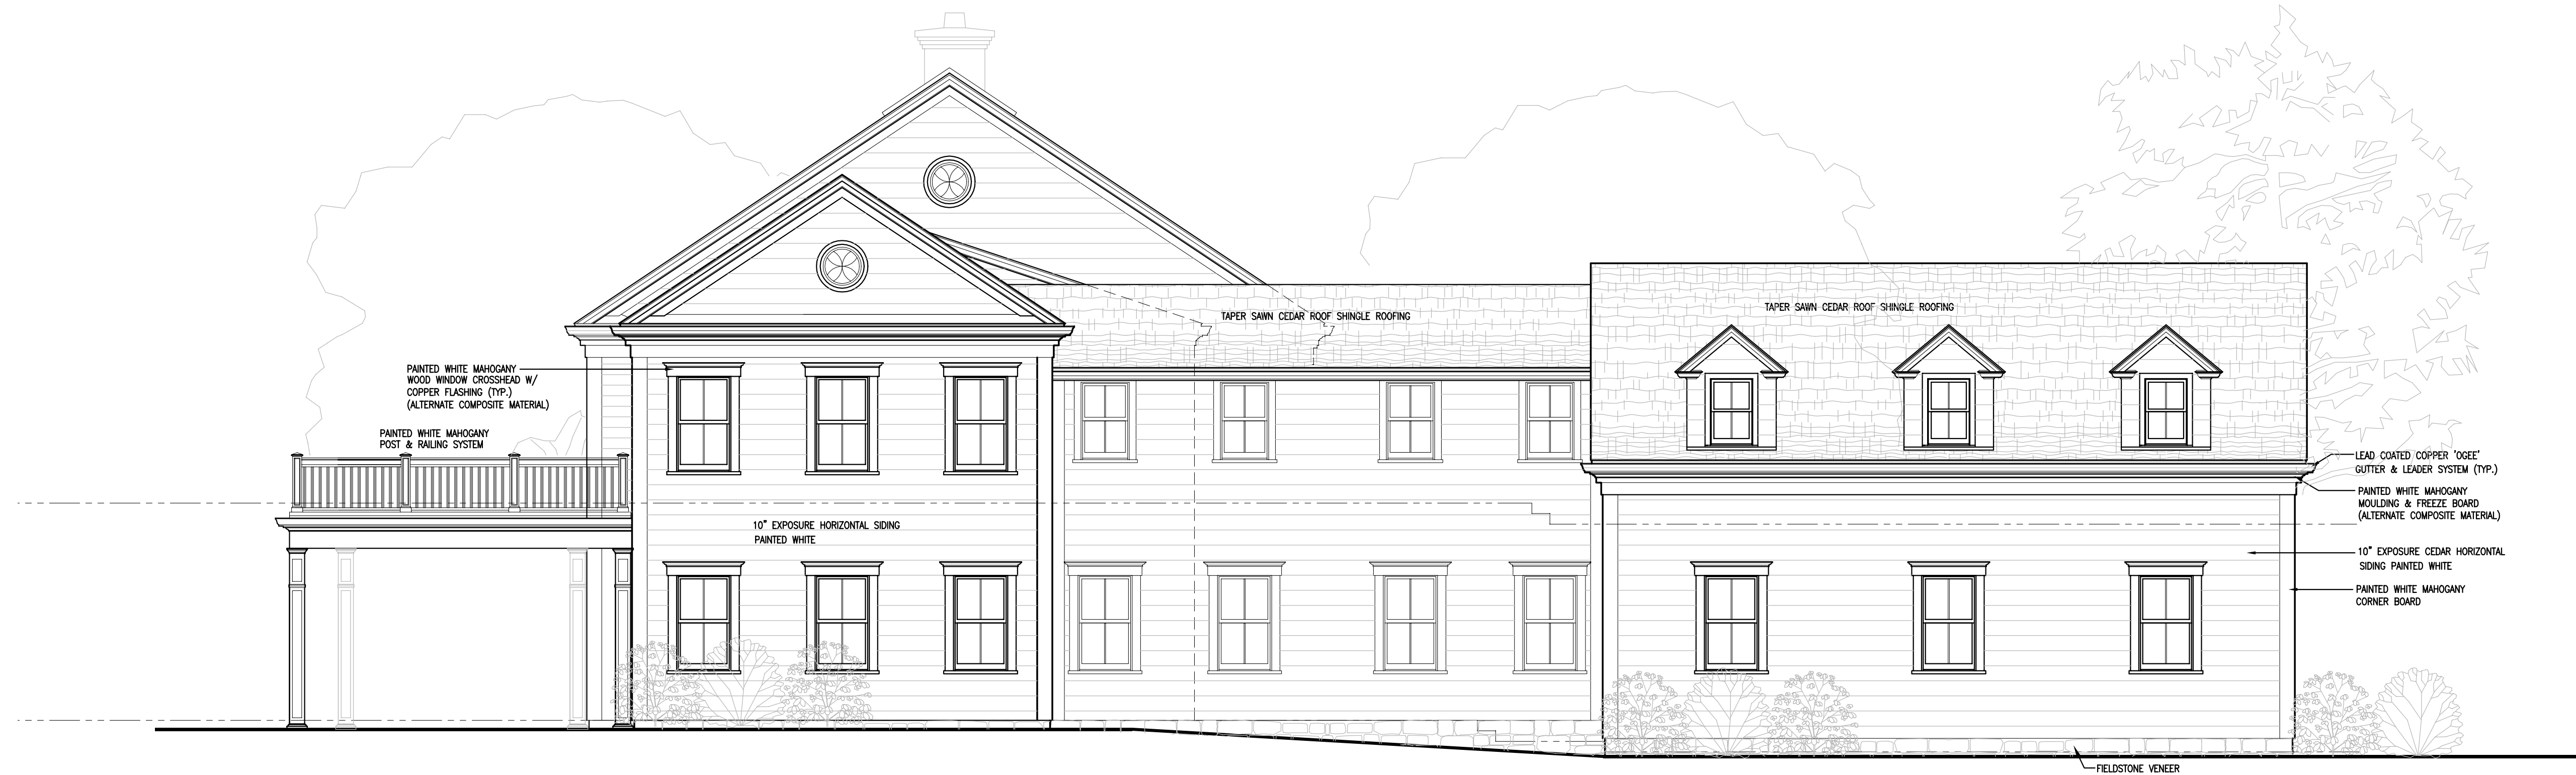 TAPER SAWN CEDAR ROOF SHINGLE ROOFING
TAPER SAWN CEDAR ROOF SHINGLE ROOFING
PAINTED WHITE MAHOGANY
WOOD WINDOW CROSSHEAD W/
COPPER FLASHING (TYP.)
(ALTERNATE COMPOSITE MATERIAL)
PAINTED WHITE MAHOGANY
POST & RAILING SYSTEM
10" EXPOSURE HORIZONTAL SIDING
PAINTED WHITE
LEAD COATED COPPER 'OGEE'
GUTTER & LEADER SYSTEM (TYP.)
PAINTED WHITE MAHOGANY
MOULDING & FREEZE BOARD
(ALTERNATE COMPOSITE MATERIAL)
10" EXPOSURE CEDAR HORIZONTAL
SIDING PAINTED WHITE
PAINTED WHITE MAHOGANY
CORNER BOARD
FIELDSTONE VENEER